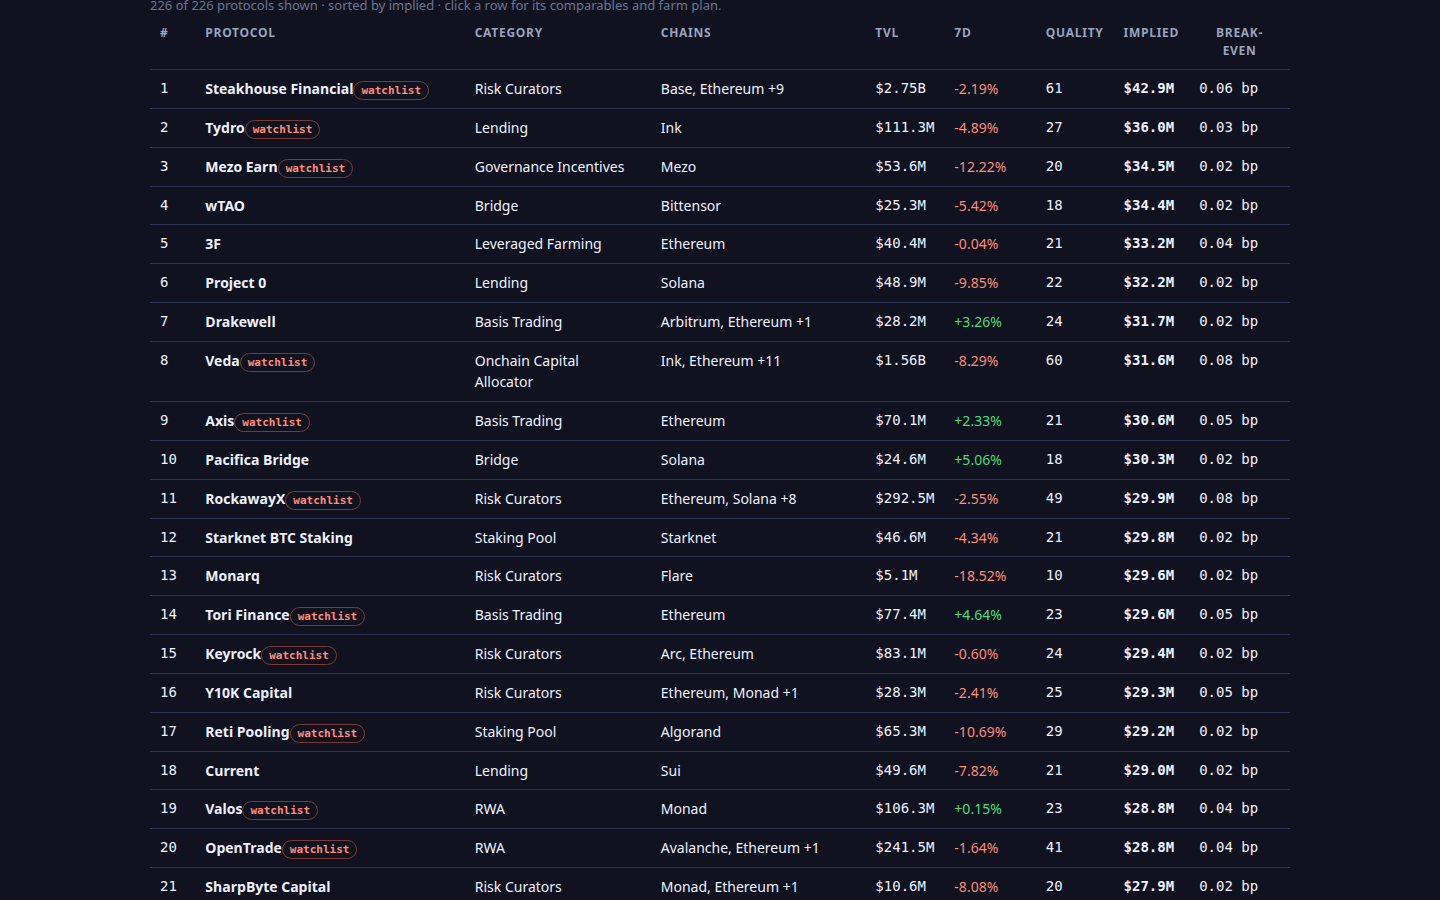 226 of 226 protocols shown · sorted by implied · click a row for its comparables and farm plan.
# PROTOCOL CATEGORY CHAINS TVL 7D QUALITY IMPLIED BREAK-
EVEN
1 Steakhouse Financial watchlist Risk Curators Base, Ethereum +9 $2.75B -2.19% 61 $42.9M 0.06 bp
2 Tydro watchlist Lending Ink $111.3M -4.89% 27 $36.0M 0.03 bp
3 Mezo Earn watchlist Governance Incentives Mezo $53.6M -12.22% 20 $34.5M 0.02 bp
4 wTAO Bridge Bittensor $25.3M -5.42% 18 $34.4M 0.02 bp
5 3F Leveraged Farming Ethereum $40.4M -0.04% 21 $33.2M 0.04 bp
6 Project 0 Lending Solana $48.9M -9.85% 22 $32.2M 0.02 bp
7 Drakewell Basis Trading Arbitrum, Ethereum +1 $28.2M +3.26% 24 $31.7M 0.02 bp
8 Veda watchlist Onchain Capital Ink, Ethereum +11 $1.56B -8.29% 60 $31.6M 0.08 bp
Allocator
9 Axis watchlist Basis Trading Ethereum $70.1M +2.33% 21 $30.6M 0.05 bp
10 Pacifica Bridge Bridge Solana $24.6M +5.06% 18 $30.3M 0.02 bp
11 RockawayX watchlist Risk Curators Ethereum, Solana +8 $292.5M -2.55% 49 $29.9M 0.08 bp
12 Starknet BTC Staking Staking Pool Starknet $46.6M -4.34% 21 $29.8M 0.02 bp
13 Monarq Risk Curators Flare $5.1M -18.52% 10 $29.6M 0.02 bp
14 Tori Finance watchlist Basis Trading Ethereum $77.4M +4.64% 23 $29.6M 0.05 bp
15 Keyrock watchlist Risk Curators Arc, Ethereum $83.1M -0.60% 24 $29.4M 0.02 bp
16 Y10K Capital Risk Curators Ethereum, Monad +1 $28.3M -2.41% 25 $29.3M 0.05 bp
17 Reti Pooling watchlist Staking Pool Algorand $65.3M -10.69% 29 $29.2M 0.02 bp
18 Current Lending Sui $49.6M -7.82% 21 $29.0M 0.02 bp
19 Valos watchlist RWA Monad $106.3M +0.15% 23 $28.8M 0.04 bp
20 OpenTrade watchlist RWA Avalanche, Ethereum +1 $241.5M -1.64% 41 $28.8M 0.04 bp
21 SharpByte Capital Risk Curators Monad, Ethereum +1 $10.6M -8.08% 20 $27.9M 0.02 bp